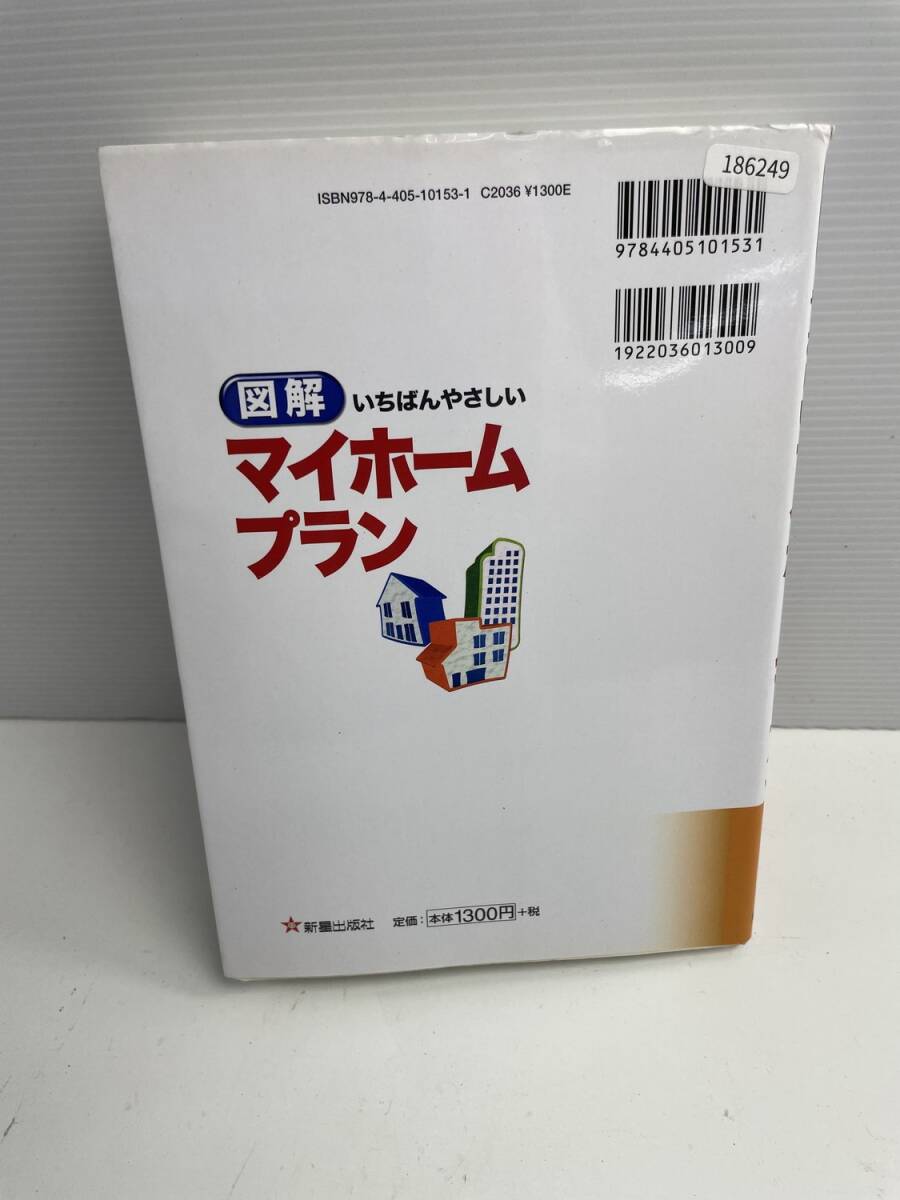 186249
ISBN978-4-405-10153-1 C2036 ¥1300E
9784405101531
1922036013009
図解 いちばんやさしい
マイホーム
プラン
新星出版社 定価：本体1300円+税